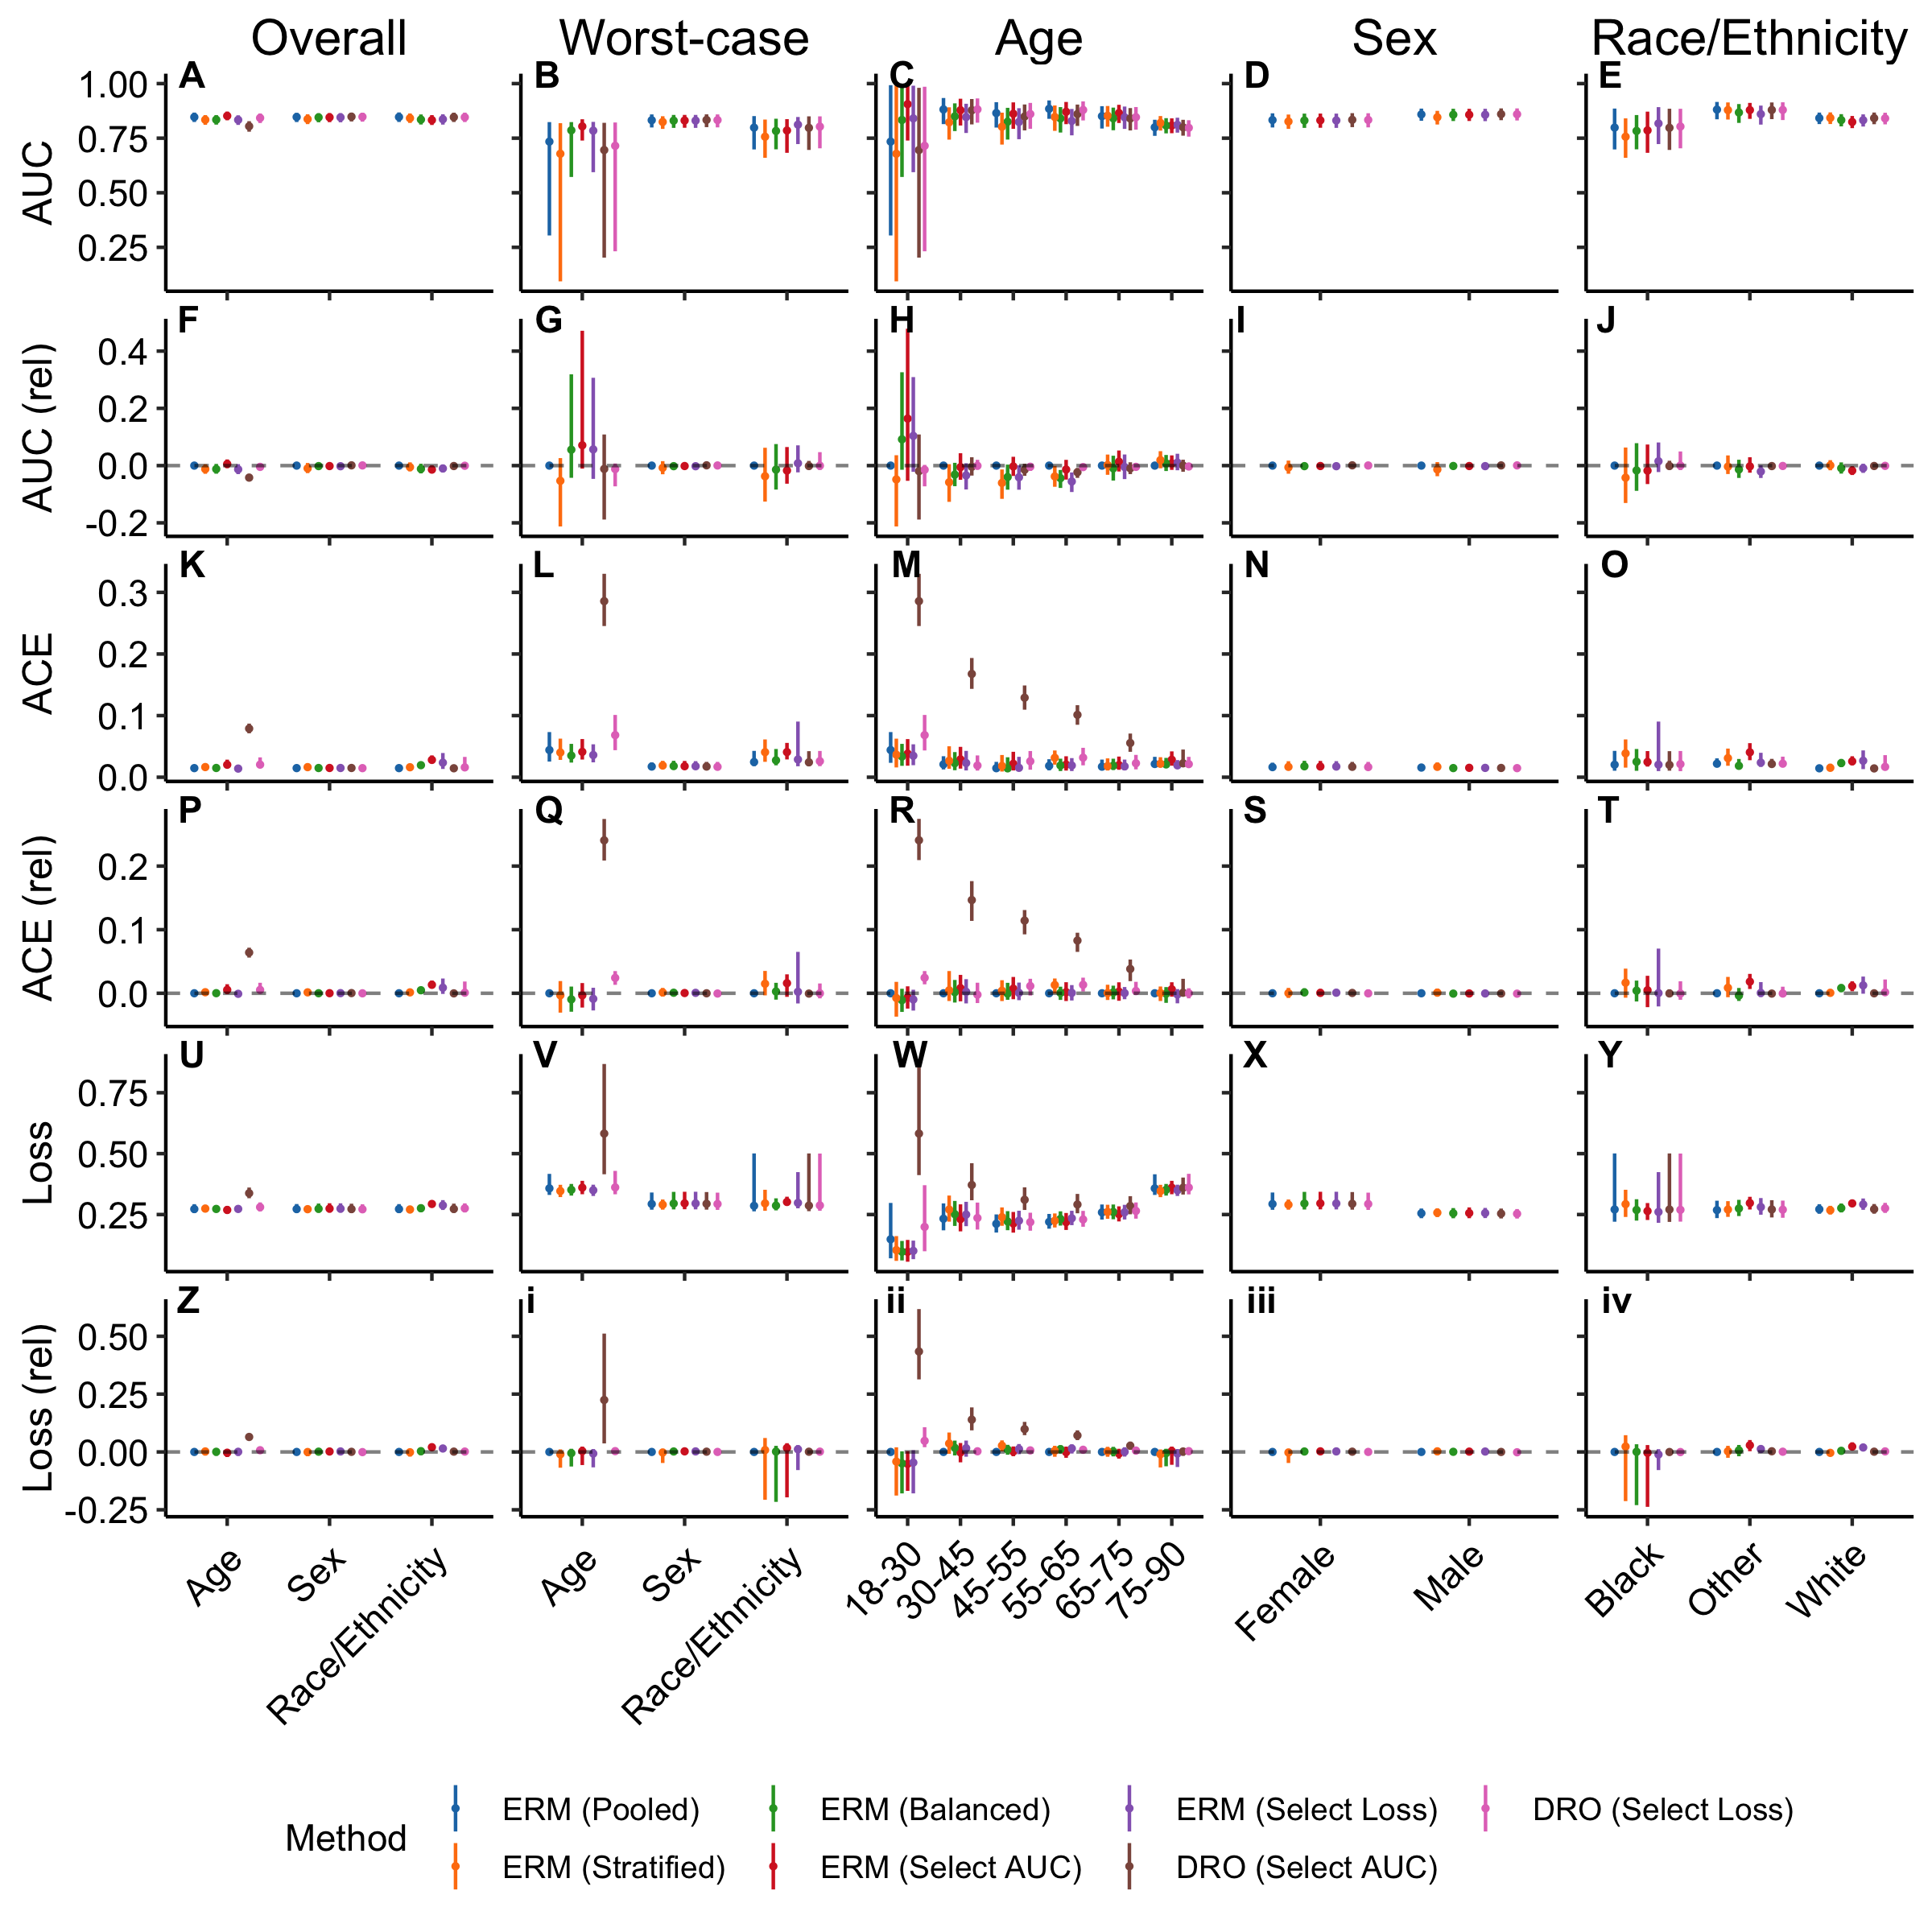 Overall Worst-case Age Sex Race/Ethnicity
A B C D E
AUC
1.00
0.75
0.50
0.25
F G H I J
AUC (rel)
0.4
0.2
0.0
-0.2
K L M N O
ACE
0.3
0.2
0.1
0.0
P Q R S T
ACE (rel)
0.2
0.1
0.0
U V W X Y
Loss
0.75
0.50
0.25
Z i ii iii iv
Loss (rel)
0.50
0.25
0.00
-0.25
Age Sex Race/Ethnicity Age Sex Race/Ethnicity 18-30 30-45 45-55 55-65 65-75 75-90 Female Male Black Other White
Method
ERM (Pooled) ERM (Balanced) ERM (Select Loss) DRO (Select Loss)
ERM (Stratified) ERM (Select AUC) DRO (Select AUC)